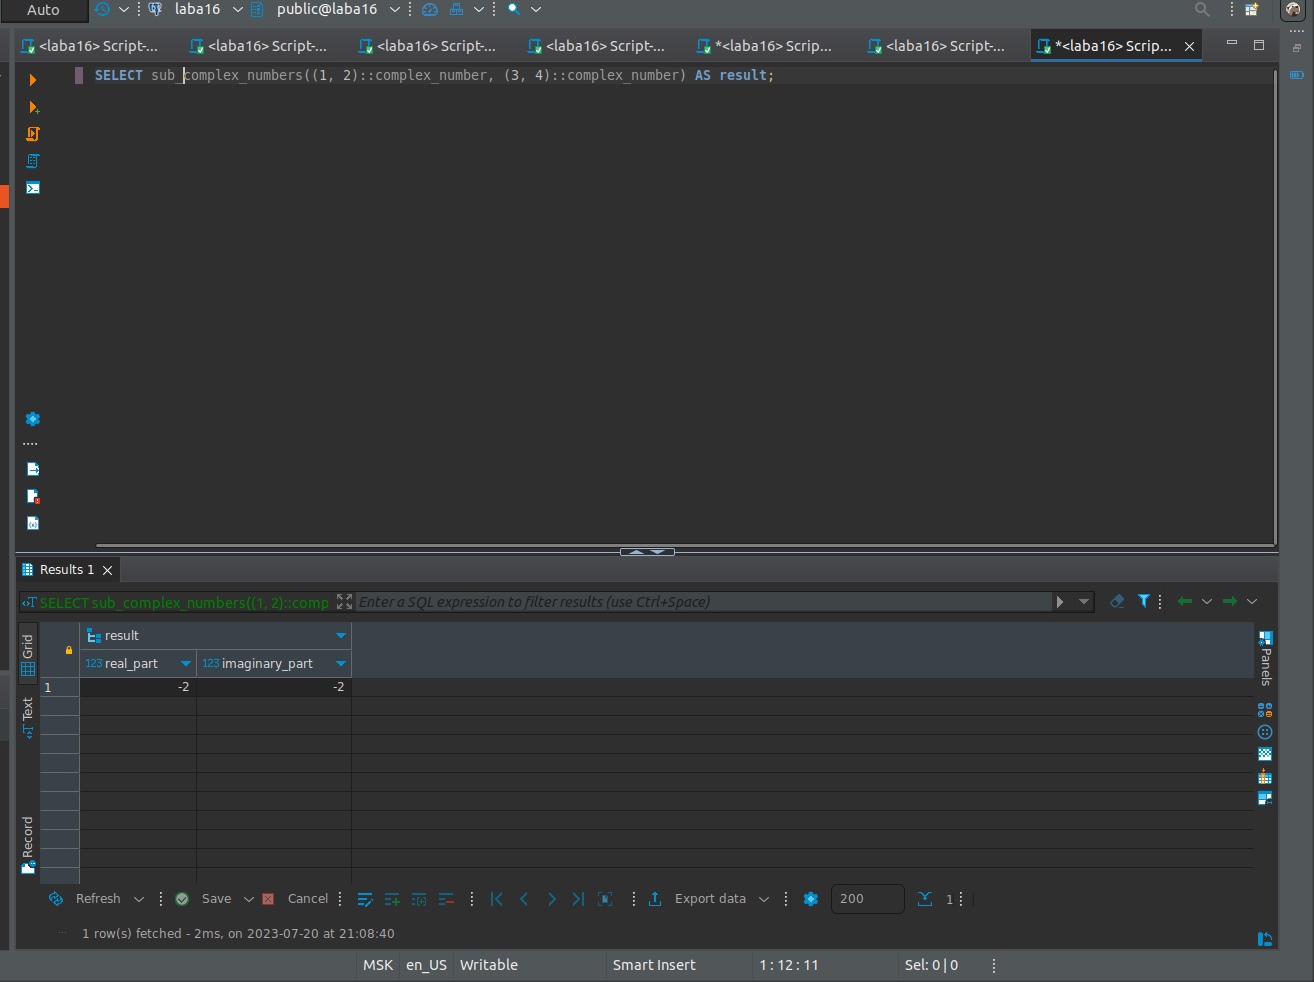 Auto laba16 public@laba16
<laba16> Script-... <laba16> Script-... <laba16> Script-... <laba16> Script-... *<laba16> Scrip... <laba16> Script-... *<laba16> Scrip...
SELECT sub_complex_numbers((1, 2)::complex_number, (3, 4)::complex_number) AS result;
Results 1
SELECT sub_complex_numbers((1, 2)::comp Enter a SQL expression to filter results (use Ctrl+Space)
Grid
Text
Record
result
123 real_part 123 imaginary_part
1 -2 -2
Panels
Refresh Save Cancel Export data 200 1
1 row(s) fetched - 2ms, on 2023-07-20 at 21:08:40
MSK en_US Writable Smart Insert 1 : 12 : 11 Sel: 0 | 0